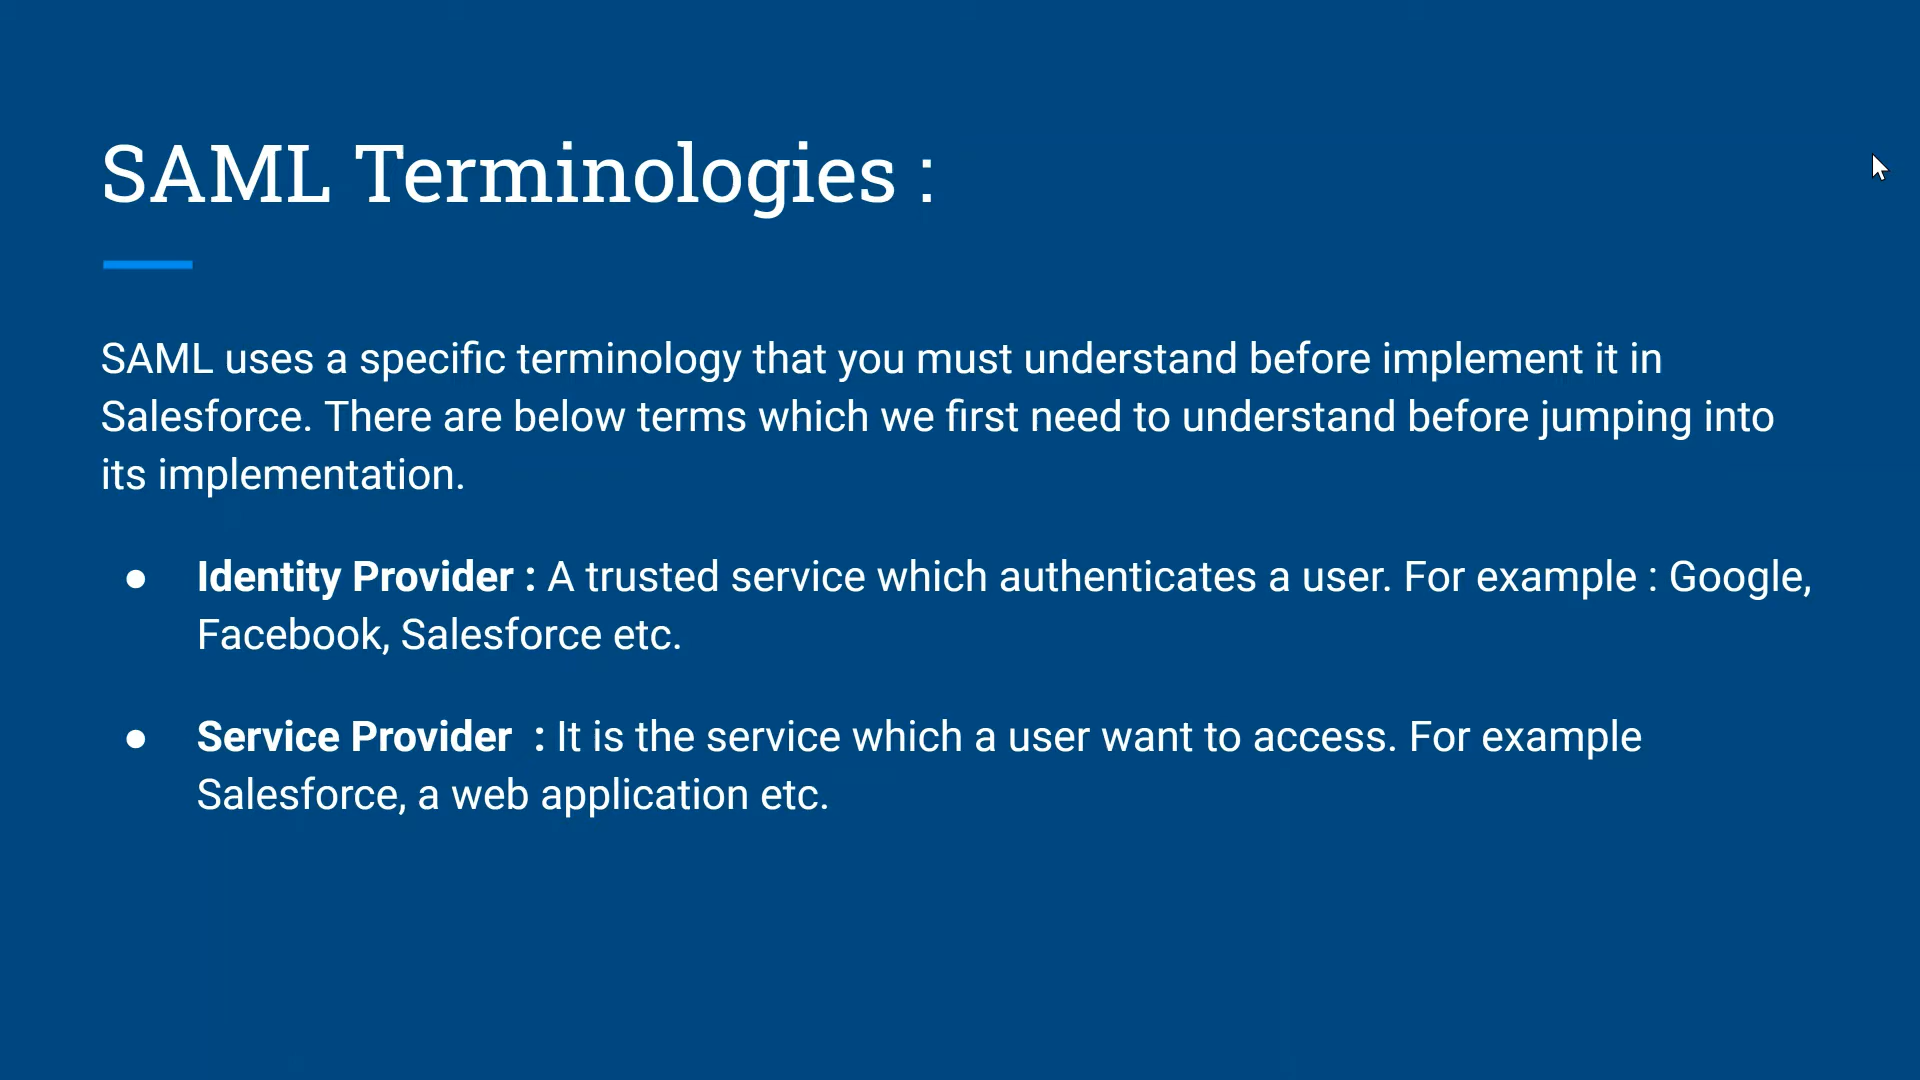 SAML Terminologies :
SAML uses a specific terminology that you must understand before implement it in
Salesforce. There are below terms which we first need to understand before jumping into
its implementation.
● Identity Provider : A trusted service which authenticates a user. For example : Google,
Facebook, Salesforce etc.
● Service Provider  : It is the service which a user want to access. For example
Salesforce, a web application etc.